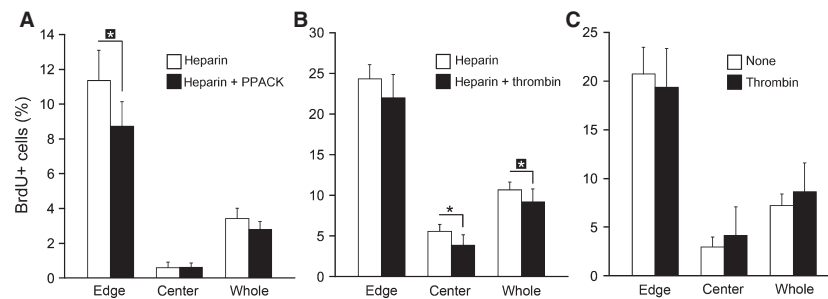 A
B
C
BrdU+ cells (%)
14
12
10
8
6
4
2
0
*
Heparin
Heparin + PPACK
Edge
Center
Whole
30
25
20
15
10
5
0
Heparin
Heparin + thrombin
*
*
Edge
Center
Whole
25
20
15
10
5
0
None
Thrombin
Edge
Center
Whole